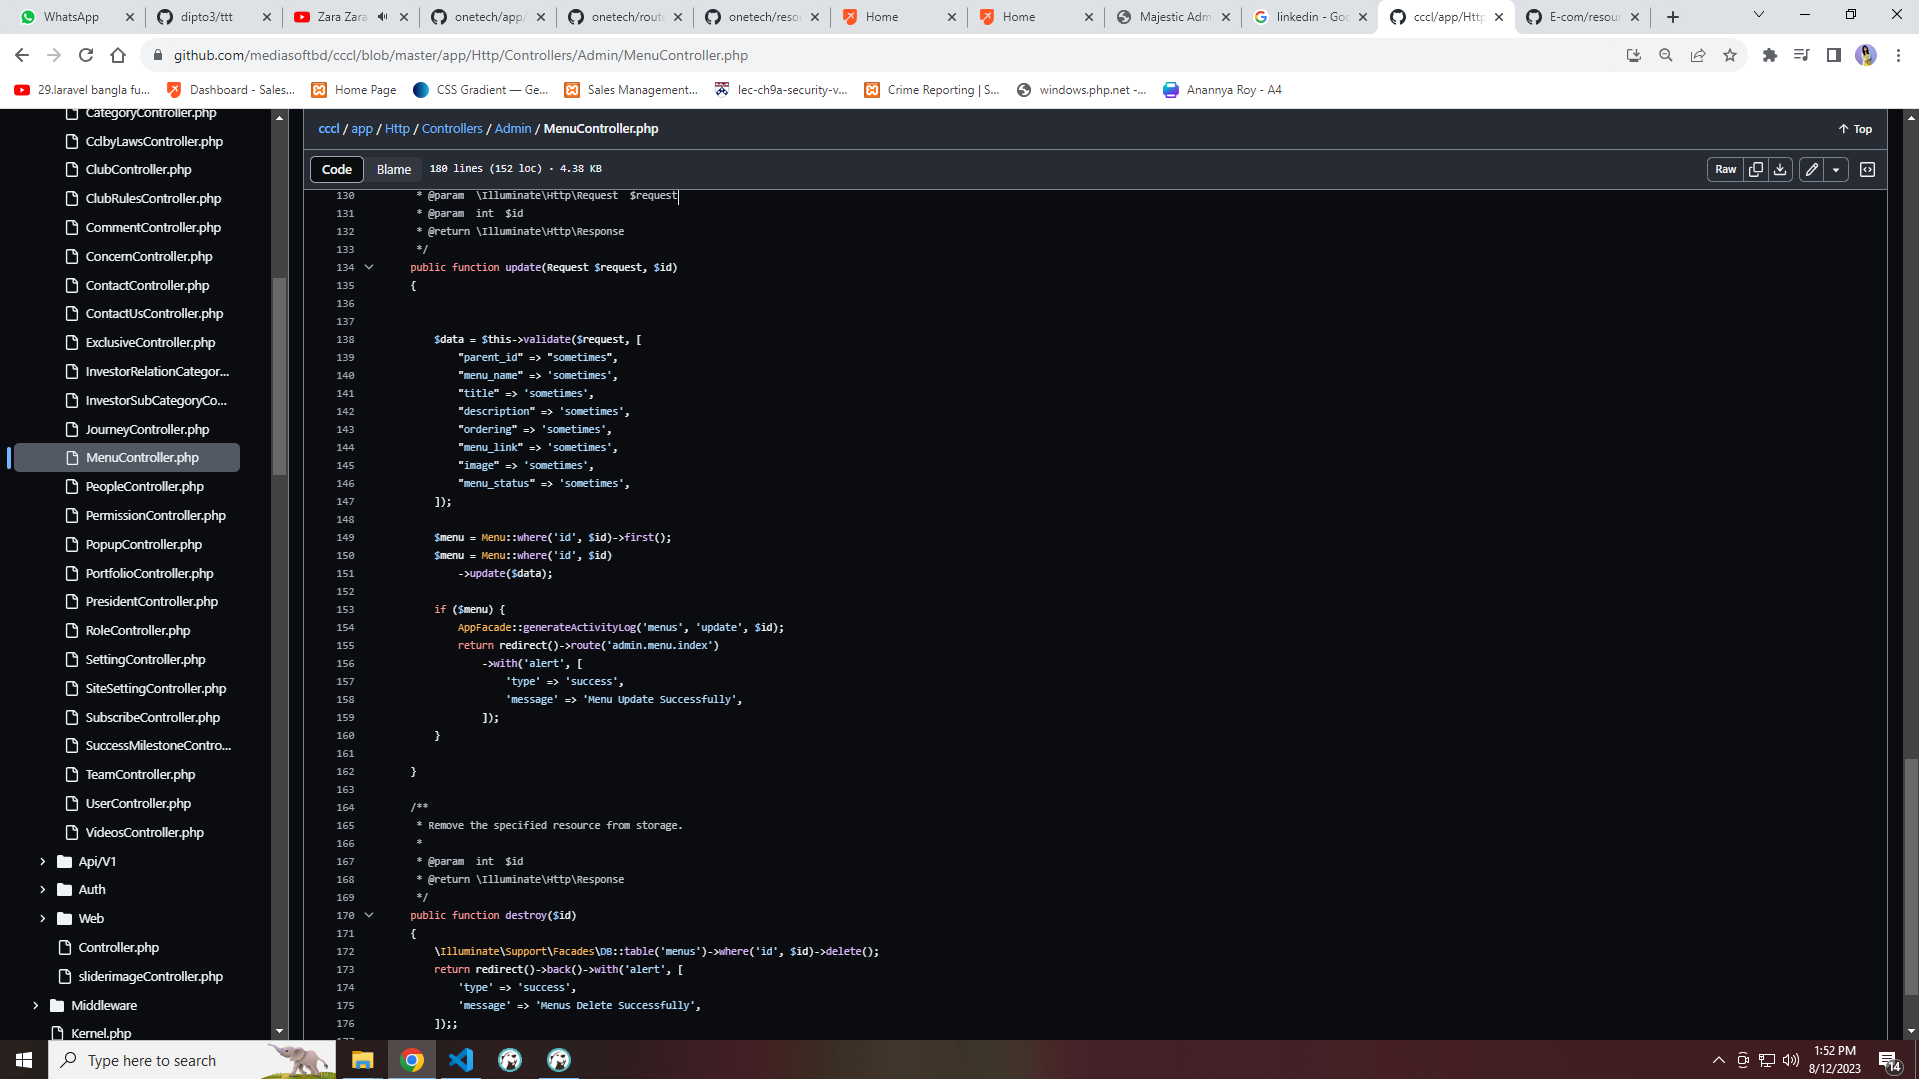 WhatsApp
dipto3/ttt
Zara Zara
onetech/app/
onetech/route
onetech/reso
Home
Home
Majestic Adm
linkedin - Goo
cccl/app/Http
E-com/resour
github.com/mediasoftbd/cccl/blob/master/app/Http/Controllers/Admin/MenuController.php
29.laravel bangla fu...
Dashboard - Sales...
Home Page
CSS Gradient — Ge...
Sales Management...
lec-ch9a-security-v...
Crime Reporting | S...
windows.php.net -...
Anannya Roy - A4
CategoryController.php
CclbyLawsController.php
ClubController.php
ClubRulesController.php
CommentController.php
ConcernController.php
ContactController.php
ContactUsController.php
ExclusiveController.php
InvestorRelationCategor...
InvestorSubCategoryCo...
JourneyController.php
MenuController.php
PeopleController.php
PermissionController.php
PopupController.php
PortfolioController.php
PresidentController.php
RoleController.php
SettingController.php
SiteSettingController.php
SubscribeController.php
SuccessMilestoneContro...
TeamController.php
UserController.php
VideosController.php
Api/V1
Auth
Web
Controller.php
sliderimageController.php
Middleware
Kernel.php
cccl / app / Http / Controllers / Admin / MenuController.php
Top
Code Blame 180 lines (152 loc) · 4.38 KB
Raw
130 * @param \Illuminate\Http\Request $request
131 * @param int $id
132 * @return \Illuminate\Http\Response
133 */
134 public function update(Request $request, $id)
135 {
136
137
138 $data = $this->validate($request, [
139 "parent_id" => "sometimes",
140 "menu_name" => 'sometimes',
141 "title" => 'sometimes',
142 "description" => 'sometimes',
143 "ordering" => 'sometimes',
144 "menu_link" => 'sometimes',
145 "image" => 'sometimes',
146 "menu_status" => 'sometimes',
147 ]);
148
149 $menu = Menu::where('id', $id)->first();
150 $menu = Menu::where('id', $id)
151 ->update($data);
152
153 if ($menu) {
154 AppFacade::generateActivityLog('menus', 'update', $id);
155 return redirect()->route('admin.menu.index')
156 ->with('alert', [
157 'type' => 'success',
158 'message' => 'Menu Update Successfully',
159 ]);
160 }
161
162 }
163
164 /**
165 * Remove the specified resource from storage.
166 *
167 * @param int $id
168 * @return \Illuminate\Http\Response
169 */
170 public function destroy($id)
171 {
172 \Illuminate\Support\Facades\DB::table('menus')->where('id', $id)->delete();
173 return redirect()->back()->with('alert', [
174 'type' => 'success',
175 'message' => 'Menus Delete Successfully',
176 ]);;
Type here to search
1:52 PM
8/12/2023
14